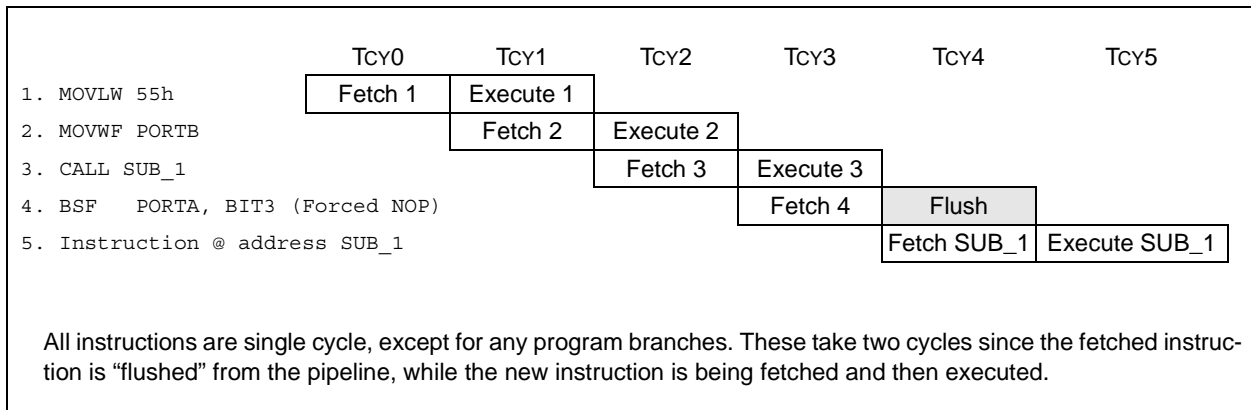 TCY0 TCY1 TCY2 TCY3 TCY4 TCY5
1. MOVLW 55h Fetch 1 Execute 1
2. MOVWF PORTB Fetch 2 Execute 2
3. CALL SUB_1 Fetch 3 Execute 3
4. BSF PORTA, BIT3 (Forced NOP) Fetch 4 Flush
5. Instruction @ address SUB_1 Fetch SUB_1 Execute SUB_1
All instructions are single cycle, except for any program branches. These take two cycles since the fetched instruc-
tion is “flushed” from the pipeline, while the new instruction is being fetched and then executed.